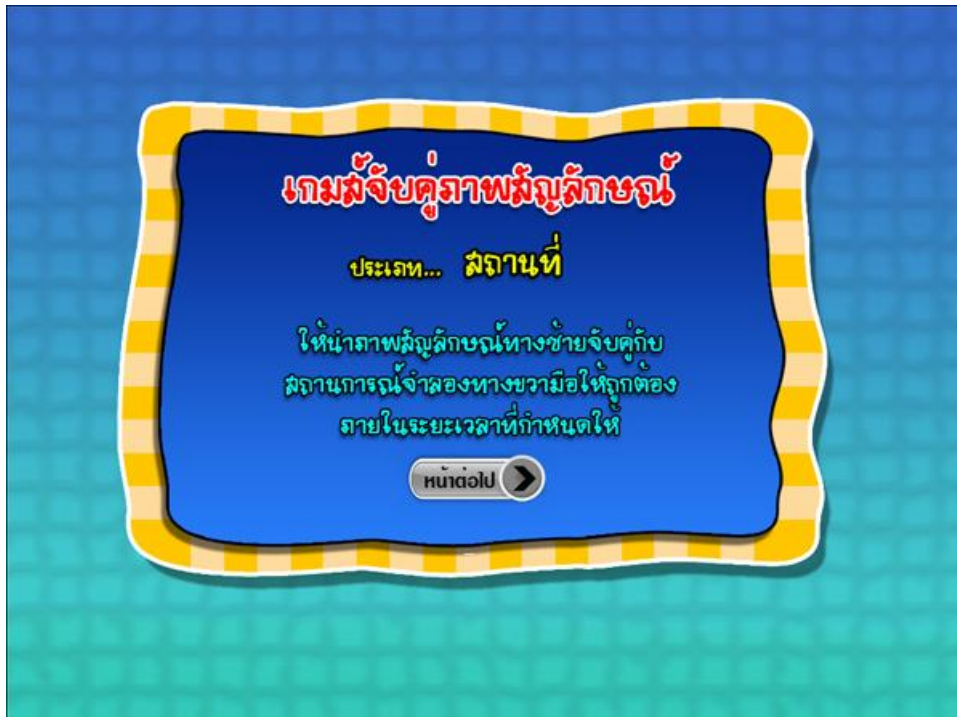 เกมส์จับคู่ภาพสัญลักษณ์
ประเภท... สถานที่
ให้นำภาพสัญลักษณ์ทางซ้ายจับคู่กับ
สถานการณ์จำลองทางขวามือให้ถูกต้อง
ภายในระยะเวลาที่กำหนดให้
หน้าต่อไป